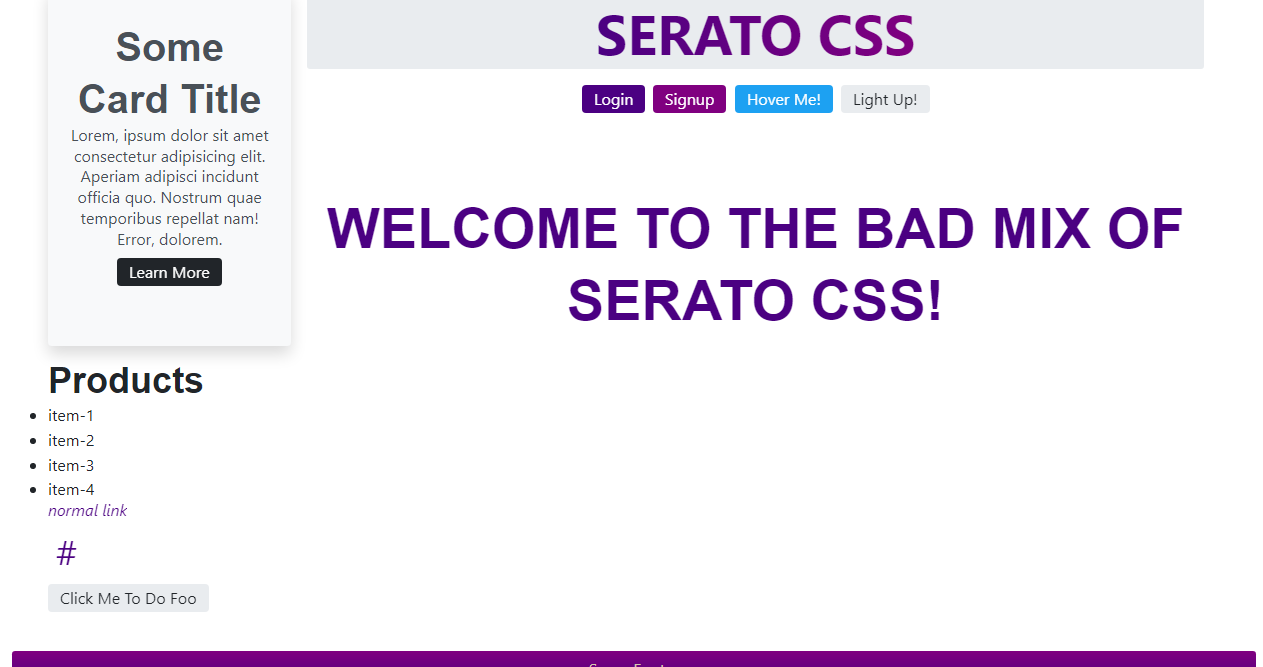 Some
Card Title
Lorem, ipsum dolor sit amet
consectetur adipisicing elit.
Aperiam adipisci incidunt
officia quo. Nostrum quae
temporibus repellat nam!
Error, dolorem.
Learn More
Products
item-1
item-2
item-3
item-4
normal link
#
Click Me To Do Foo
SERATO CSS
Login Signup Hover Me! Light Up!
WELCOME TO THE BAD MIX OF
SERATO CSS!